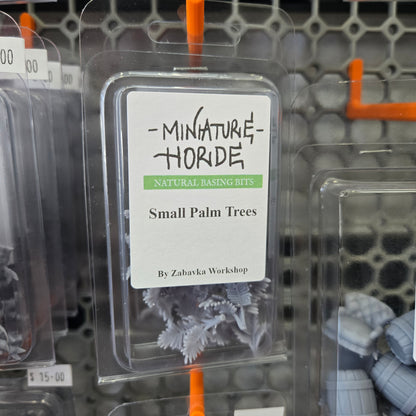 -MINIATURE-
HORDE
NATURAL BASING BITS
Small Palm Trees
By Zabavka Workshop
$ 15.00